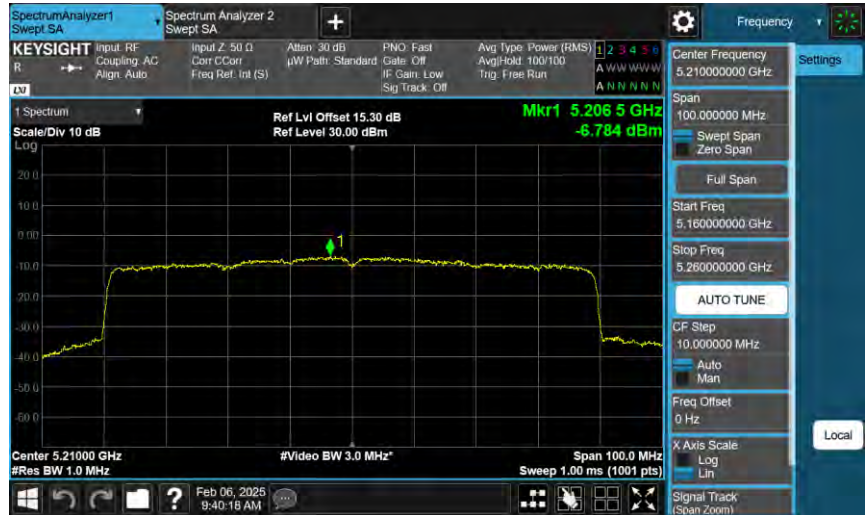 SpectrumAnalyzer1
Swept SA
Spectrum Analyzer 2
Swept SA
Frequency
KEYSIGHT
R
LXI
Input: RF
Coupling: AC
Align: Auto
Input Z: 50 Ω
Corr CCorr
Freq Ref: Int (S)
Atten: 30 dB
µW Path: Standard
PNO: Fast
Gate: Off
IF Gain: Low
Sig Track: Off
Avg Type: Power (RMS)
Avg|Hold: 100/100
Trig: Free Run
1 2 3 4 5 6
A W W W W W
A N N N N N
Settings
1 Spectrum
Scale/Div 10 dB
Log
Ref Lvl Offset 15.30 dB
Ref Level 30.00 dBm
Mkr1 5.206 5 GHz
-6.784 dBm
20.0
10.0
0.00
-10.0
-20.0
-30.0
-40.0
-50.0
-60.0
1
Center 5.21000 GHz
#Res BW 1.0 MHz
#Video BW 3.0 MHz*
Span 100.0 MHz
Sweep 1.00 ms (1001 pts)
Center Frequency
5.210000000 GHz
Span
100.000000 MHz
Swept Span
Zero Span
Full Span
Start Freq
5.160000000 GHz
Stop Freq
5.260000000 GHz
AUTO TUNE
CF Step
10.000000 MHz
Auto
Man
Freq Offset
0 Hz
X Axis Scale
Log
Lin
Signal Track
(Span Zoom)
Local
?
Feb 06, 2025
9:40:18 AM